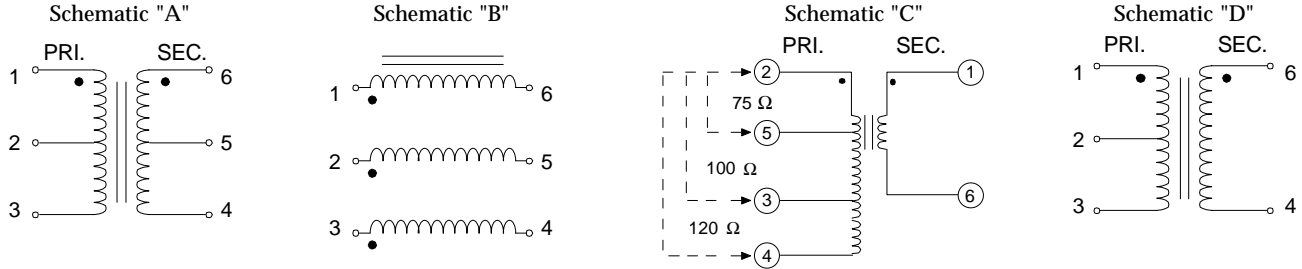 Schematic "A"
PRI. SEC.
1 6
2 5
3 4
Schematic "B"
1 6
2 5
3 4
Schematic "C"
PRI. SEC.
2 1
75 Ω
5
100 Ω
3 6
120 Ω
4
Schematic "D"
PRI. SEC.
1 6
2
3 4